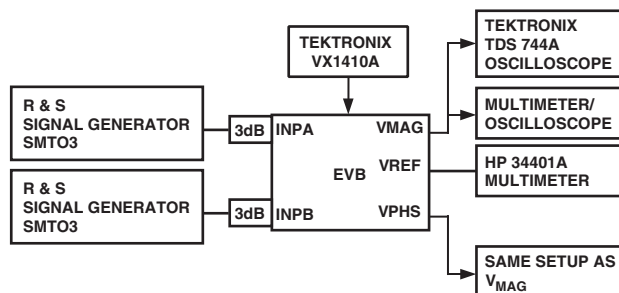 TEKTRONIX
VX1410A
TEKTRONIX
TDS 744A
OSCILLOSCOPE
R & S
SIGNAL GENERATOR
SMTO3
3dB
INPA
VMAG
MULTIMETER/
OSCILLOSCOPE
EVB
VREF
HP 34401A
MULTIMETER
R & S
SIGNAL GENERATOR
SMTO3
3dB
INPB
VPHS
SAME SETUP AS
VMAG